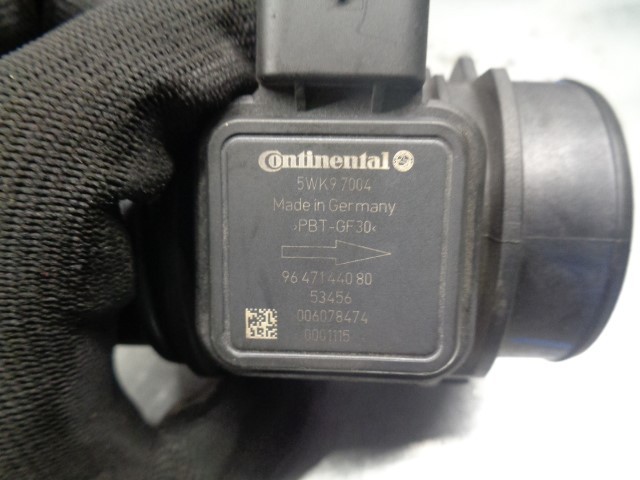 Continental
5WK9 7004
Made in Germany
>PBT-GF30<
96 471 440 80
53456
006078474
0001115